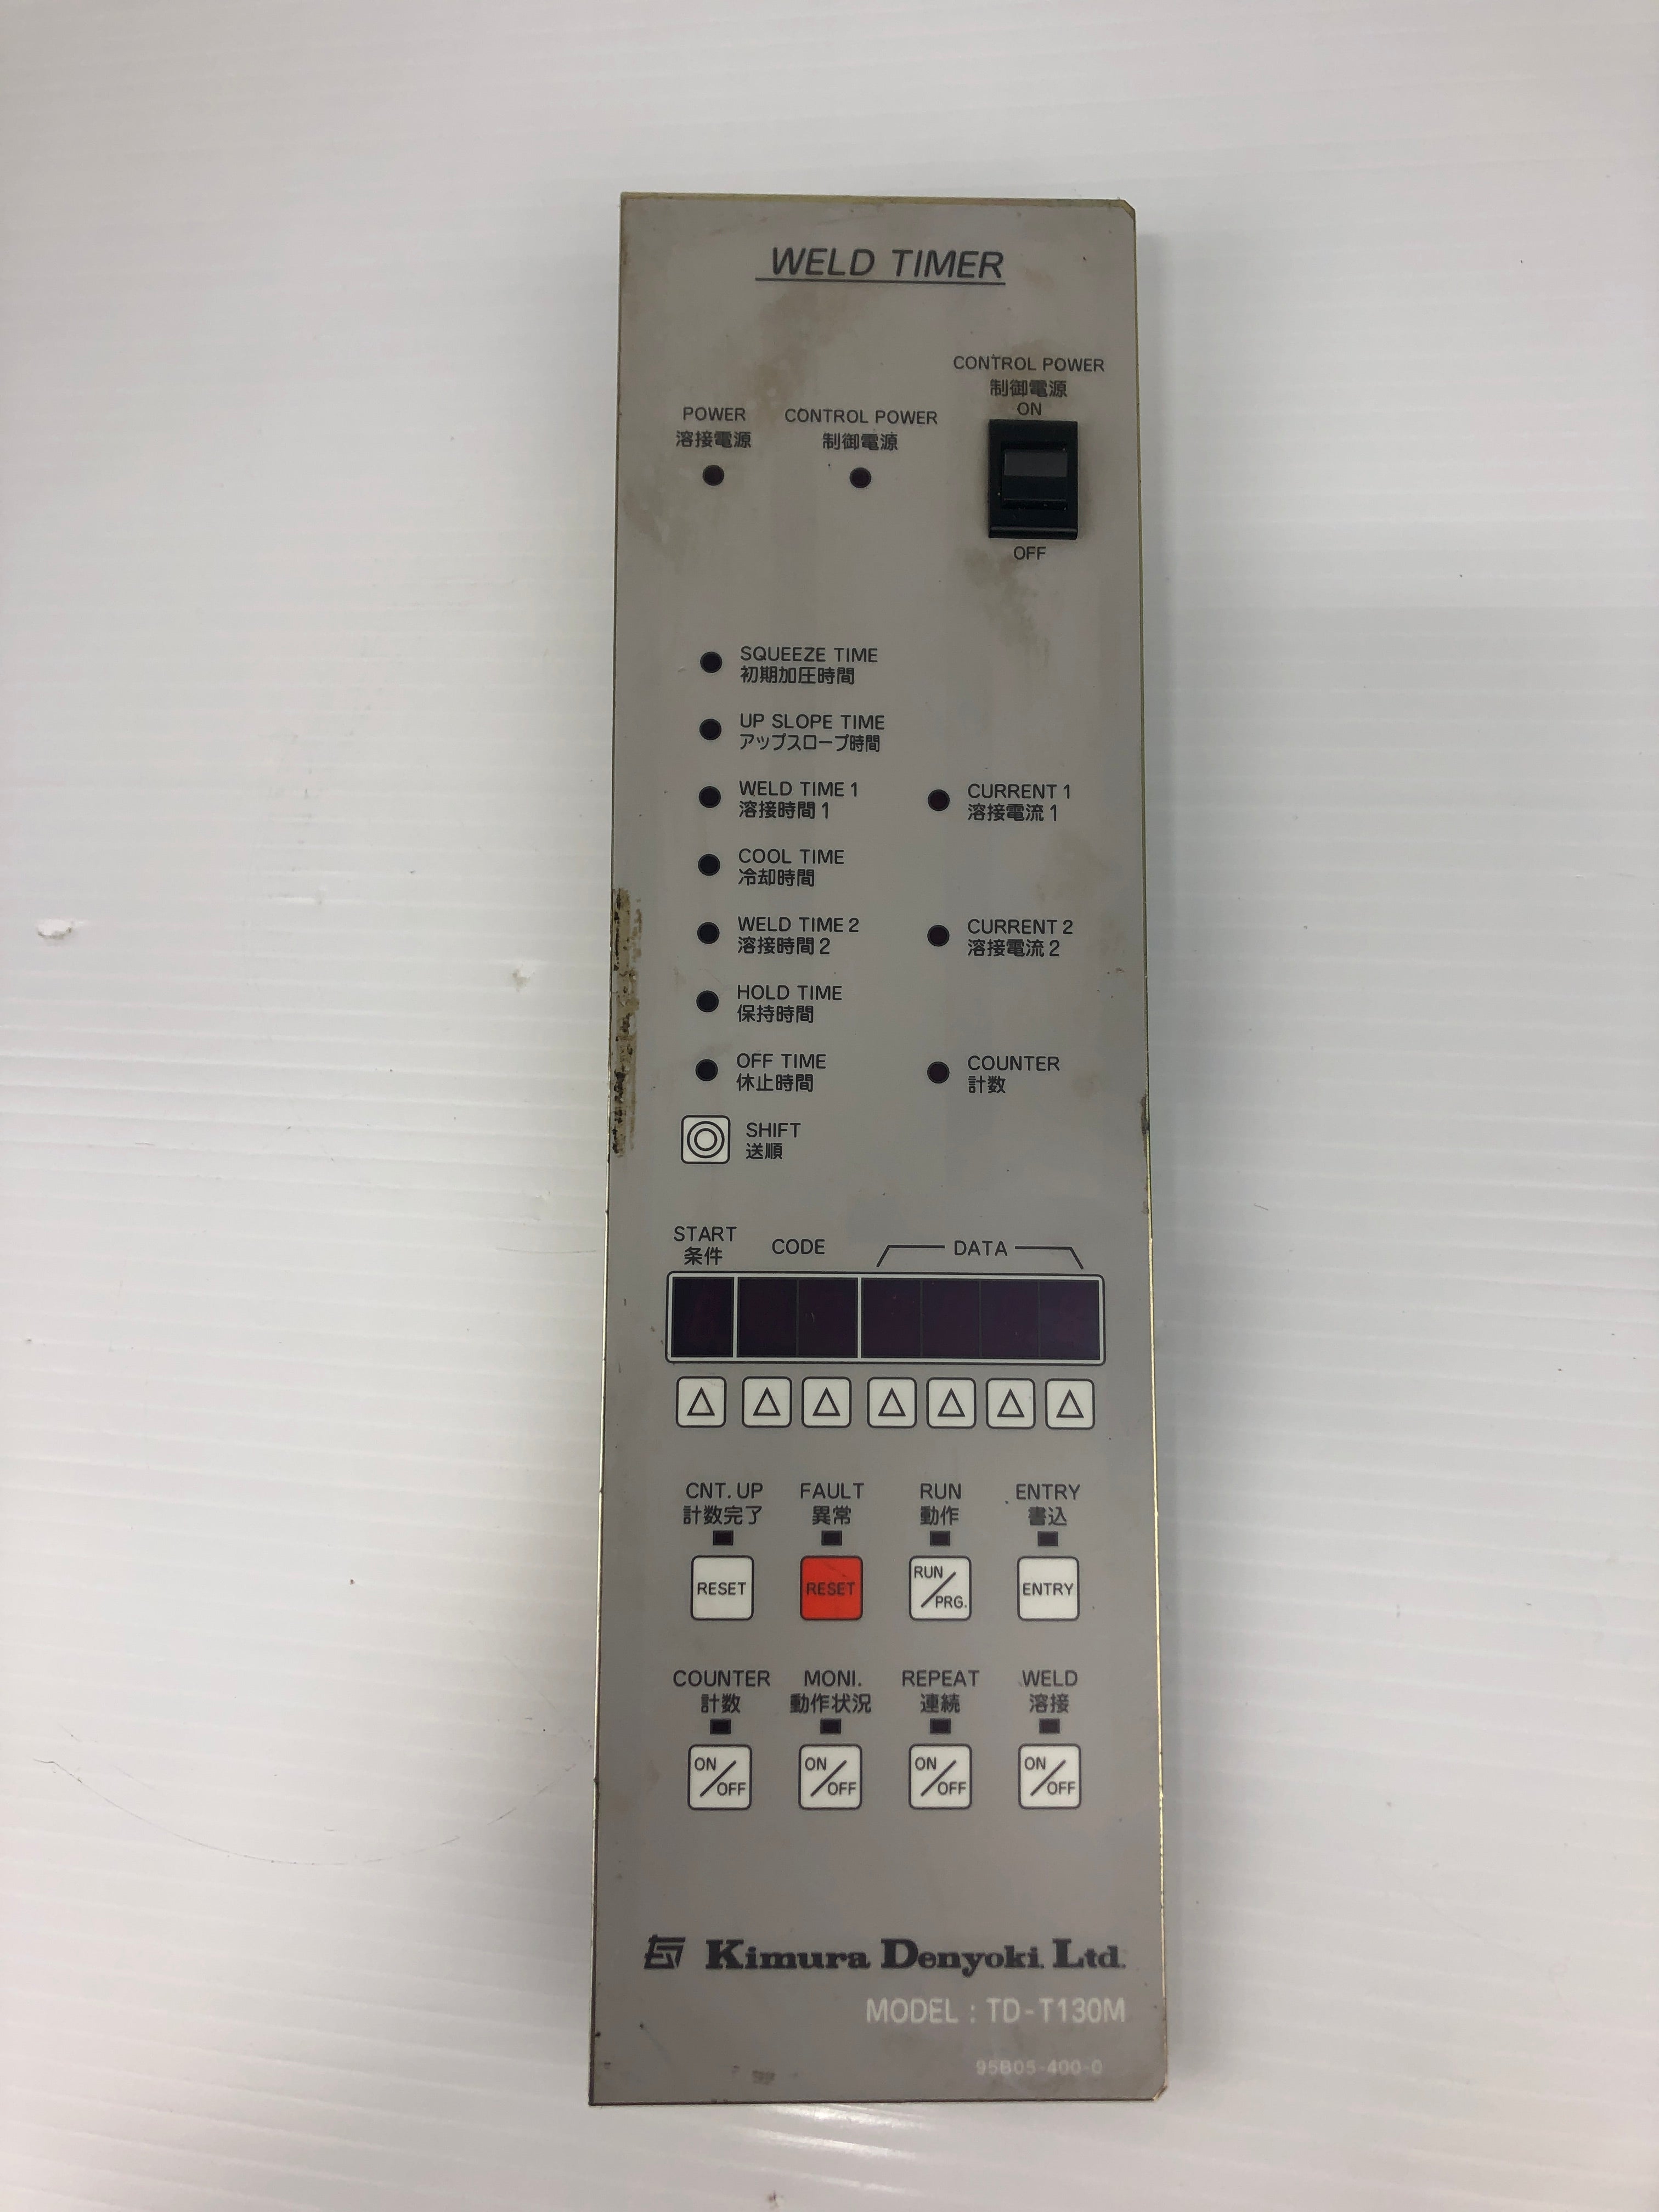 WELD TIMER
CONTROL POWER
制御電源
ON
POWER
溶接電源
CONTROL POWER
制御電源
OFF
SQUEEZE TIME
初期加圧時間
UP SLOPE TIME
アップスロープ時間
WELD TIME 1
溶接時間 1
CURRENT 1
溶接電流 1
COOL TIME
冷却時間
WELD TIME 2
溶接時間 2
CURRENT 2
溶接電流 2
HOLD TIME
保持時間
OFF TIME
休止時間
COUNTER
計数
SHIFT
送順
START
条件
CODE
DATA
CNT. UP
計数完了
FAULT
異常
RUN
動作
ENTRY
書込
RESET
RESET
RUN/PRG.
ENTRY
COUNTER
計数
MONI.
動作状況
REPEAT
連続
WELD
溶接
ON/OFF
ON/OFF
ON/OFF
ON/OFF
Kimura Denyoki Ltd.
MODEL : TD-T130M
95B05-400-0